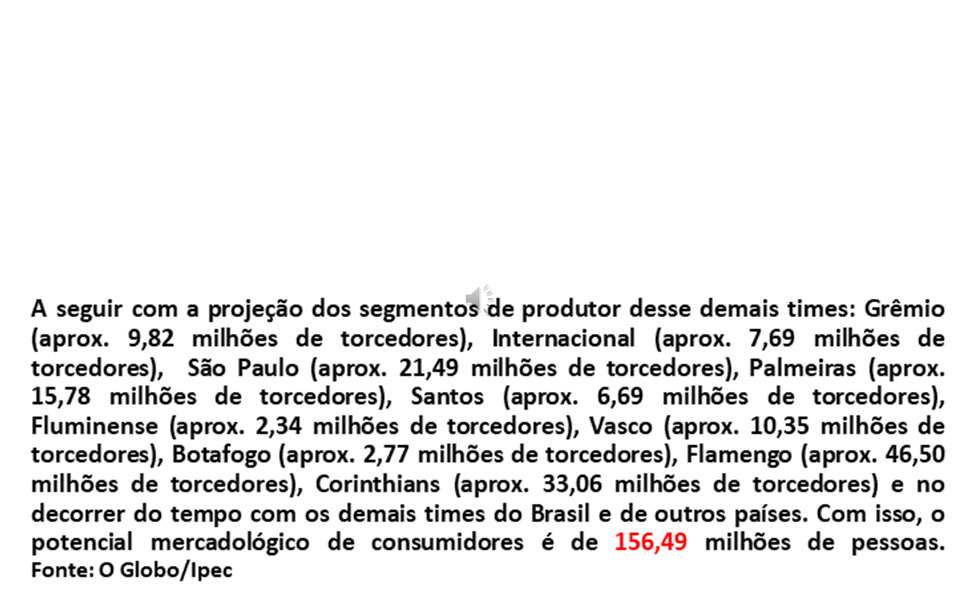 A seguir com a projeção dos segmentos de produtor desse demais times: Grêmio
(aprox. 9,82 milhões de torcedores), Internacional (aprox. 7,69 milhões de
torcedores), São Paulo (aprox. 21,49 milhões de torcedores), Palmeiras (aprox.
15,78 milhões de torcedores), Santos (aprox. 6,69 milhões de torcedores),
Fluminense (aprox. 2,34 milhões de torcedores), Vasco (aprox. 10,35 milhões de
torcedores), Botafogo (aprox. 2,77 milhões de torcedores), Flamengo (aprox. 46,50
milhões de torcedores), Corinthians (aprox. 33,06 milhões de torcedores) e no
decorrer do tempo com os demais times do Brasil e de outros países. Com isso, o
potencial mercadológico de consumidores é de 156,49 milhões de pessoas.
Fonte: O Globo/Ipec